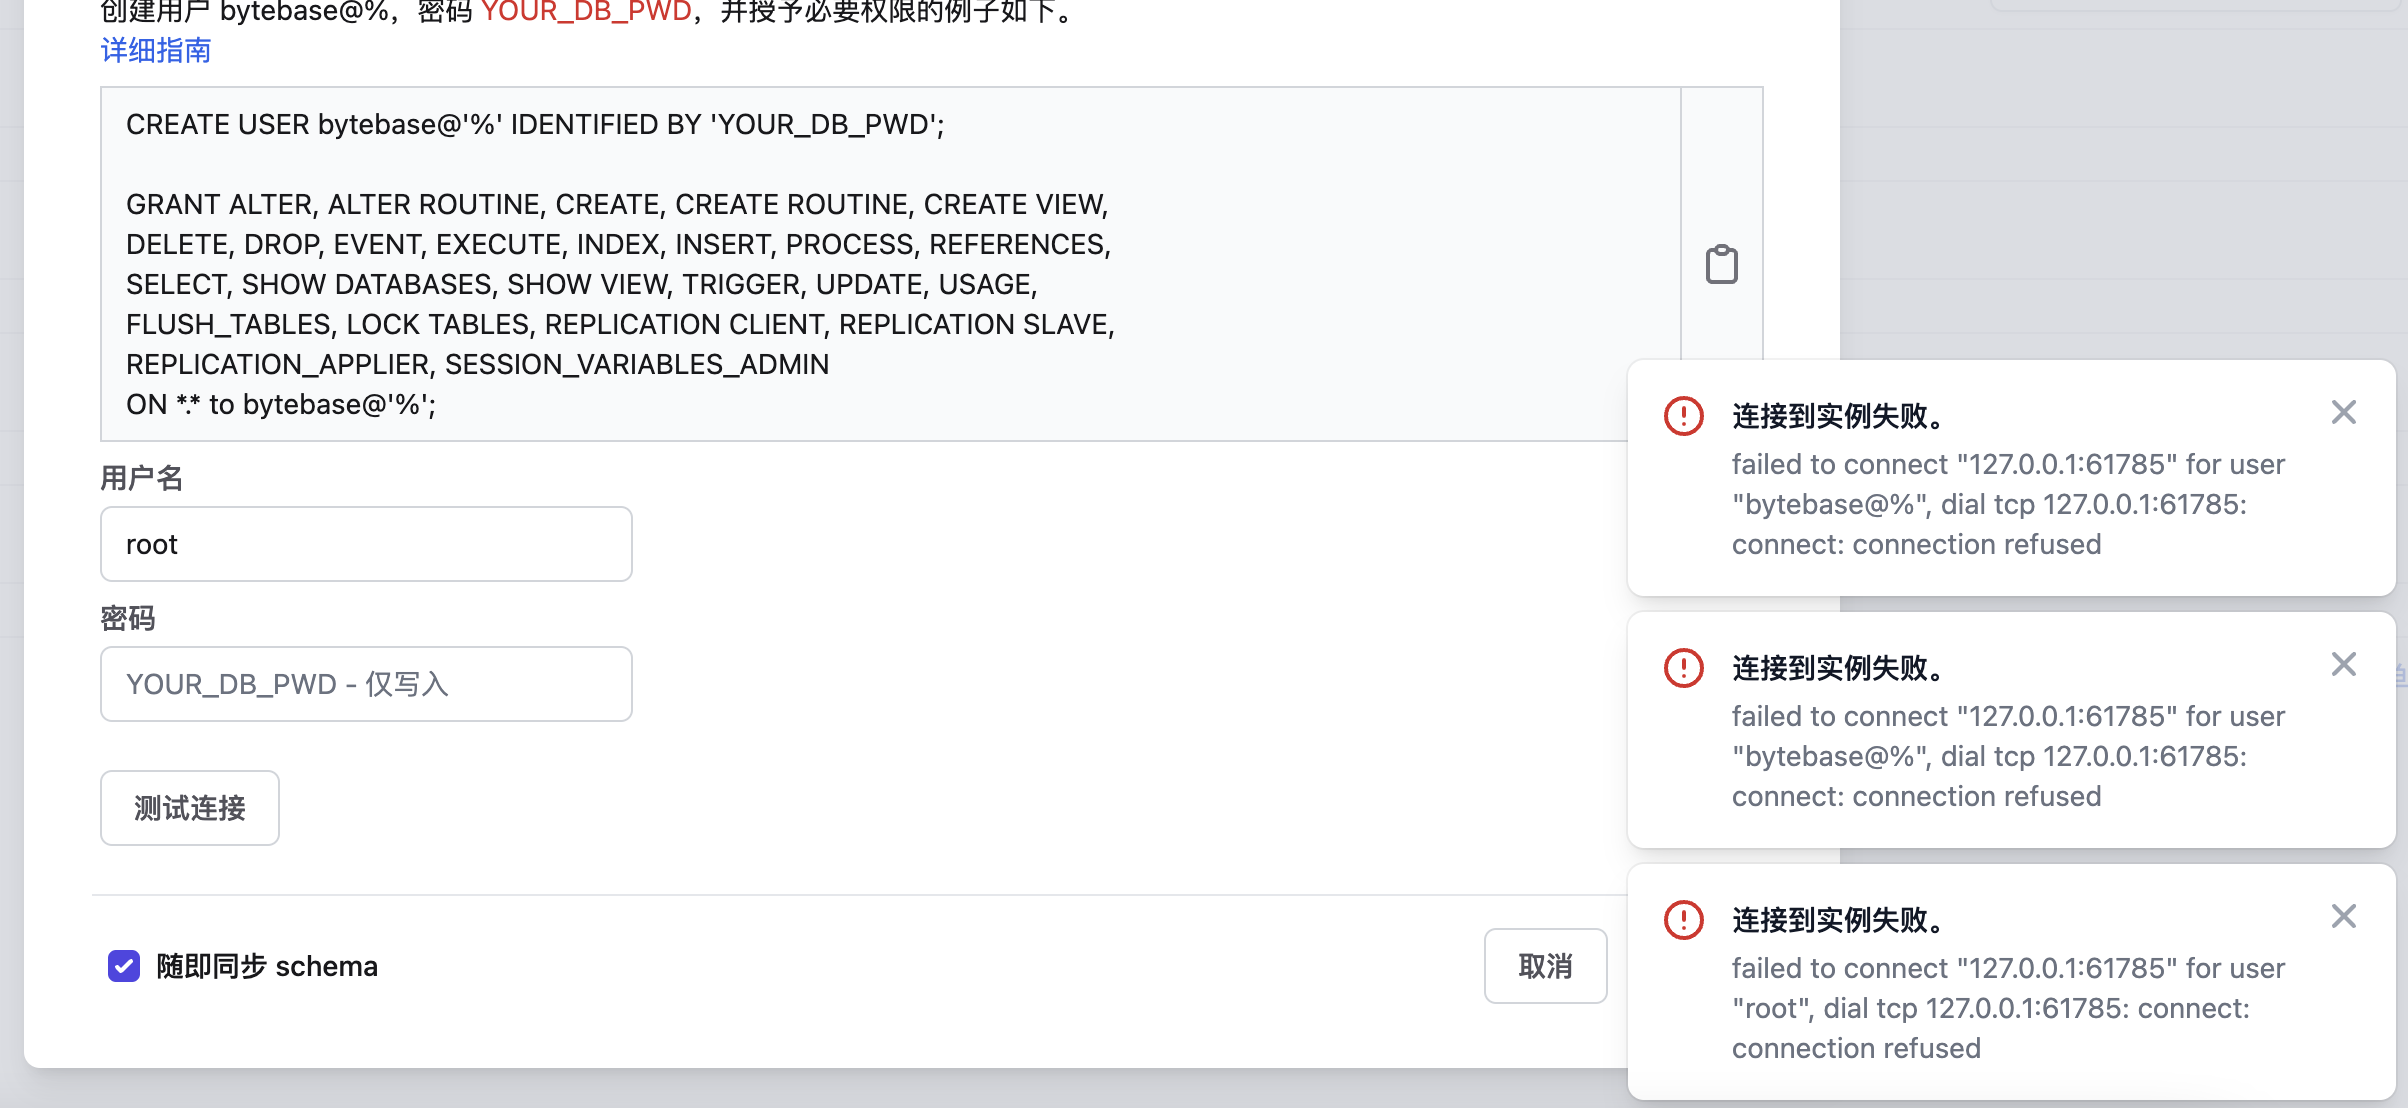 创建用户 bytebase@%，密码 YOUR_DB_PWD，并授予必要权限的例子如下。
详细指南
CREATE USER bytebase@'%' IDENTIFIED BY 'YOUR_DB_PWD';
GRANT ALTER, ALTER ROUTINE, CREATE, CREATE ROUTINE, CREATE VIEW,
DELETE, DROP, EVENT, EXECUTE, INDEX, INSERT, PROCESS, REFERENCES,
SELECT, SHOW DATABASES, SHOW VIEW, TRIGGER, UPDATE, USAGE,
FLUSH_TABLES, LOCK TABLES, REPLICATION CLIENT, REPLICATION SLAVE,
REPLICATION_APPLIER, SESSION_VARIABLES_ADMIN
ON *.* to bytebase@'%';
用户名
root
密码
YOUR_DB_PWD - 仅写入
测试连接
随即同步 schema
取消
连接到实例失败。
failed to connect "127.0.0.1:61785" for user
"bytebase@%", dial tcp 127.0.0.1:61785:
connect: connection refused
连接到实例失败。
failed to connect "127.0.0.1:61785" for user
"bytebase@%", dial tcp 127.0.0.1:61785:
connect: connection refused
连接到实例失败。
failed to connect "127.0.0.1:61785" for user
"root", dial tcp 127.0.0.1:61785: connect:
connection refused